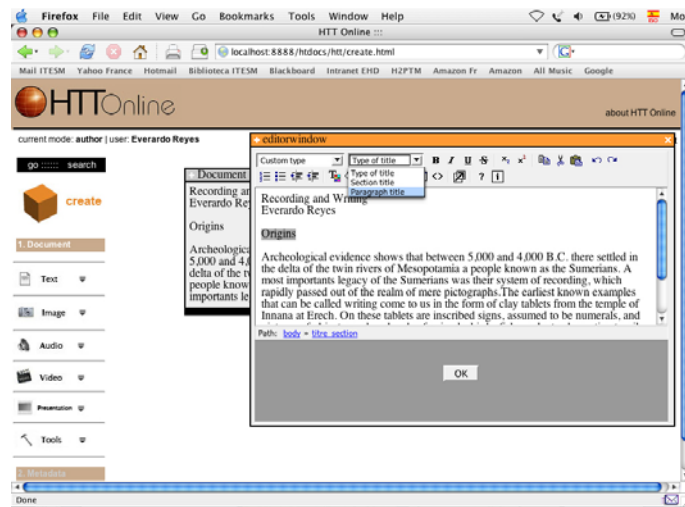 Firefox File Edit View Go Bookmarks Tools Window Help (92%) Mo
HTT Online :::
localhost:8888/htdocs/htt/create.html
Mail ITESM Yahoo France Hotmail Biblioteca ITESM Blackboard Intranet EHD H2PTM Amazon Fr Amazon All Music Google
HTTOnline
about HTT Online
current mode: author | user: Everardo Reyes
go :::::: search
create
1. Document
Text
Image
Audio
Video
Presentation
Tools
2. Metadata
Document
Recording an
Everardo Rey
Origins
Archeologica
5,000 and 4,0
delta of the tw
people know
importants le
editorwindow
Custom type Type of title B I U
Type of title
Section title
Paragraph title
Recording and Writing
Everardo Reyes
Origins
Archeological evidence shows that between 5,000 and 4,000 B.C. there settled in
the delta of the twin rivers of Mesopotamia a people known as the Sumerians. A
most importants legacy of the Sumerians was their system of recording, which
rapidly passed out of the realm of mere pictographs.The earliest known examples
that can be called writing come to us in the form of clay tablets from the temple of
Innana at Erech. On these tablets are inscribed signs, assumed to be numerals, and
Path: body » titre_section
OK
Done